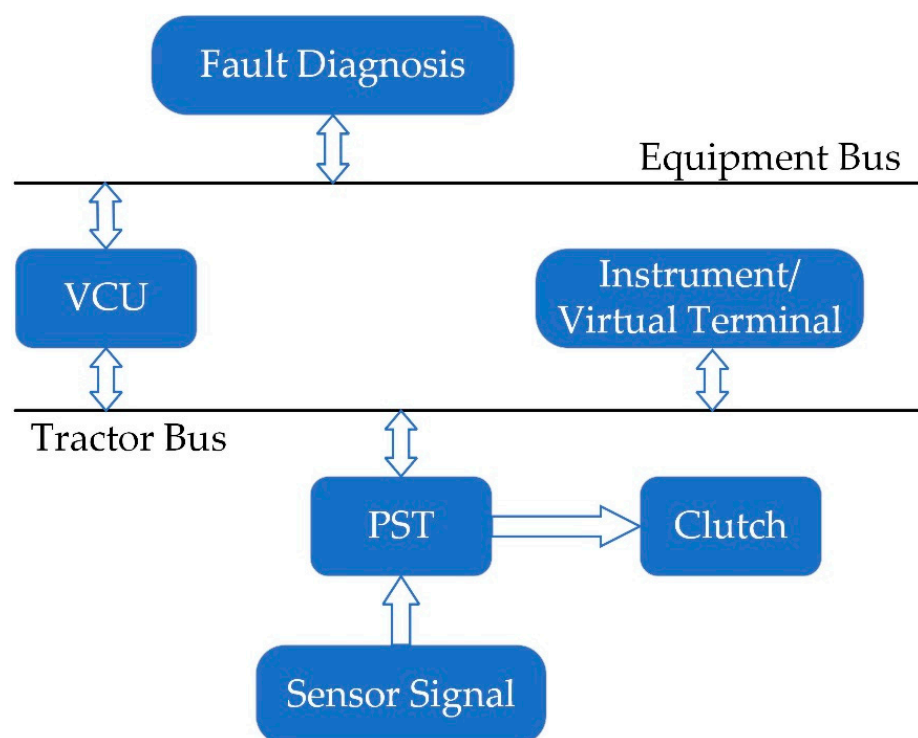 Fault Diagnosis
Equipment Bus
VCU
Instrument/
Virtual Terminal
Tractor Bus
PST
Clutch
Sensor Signal